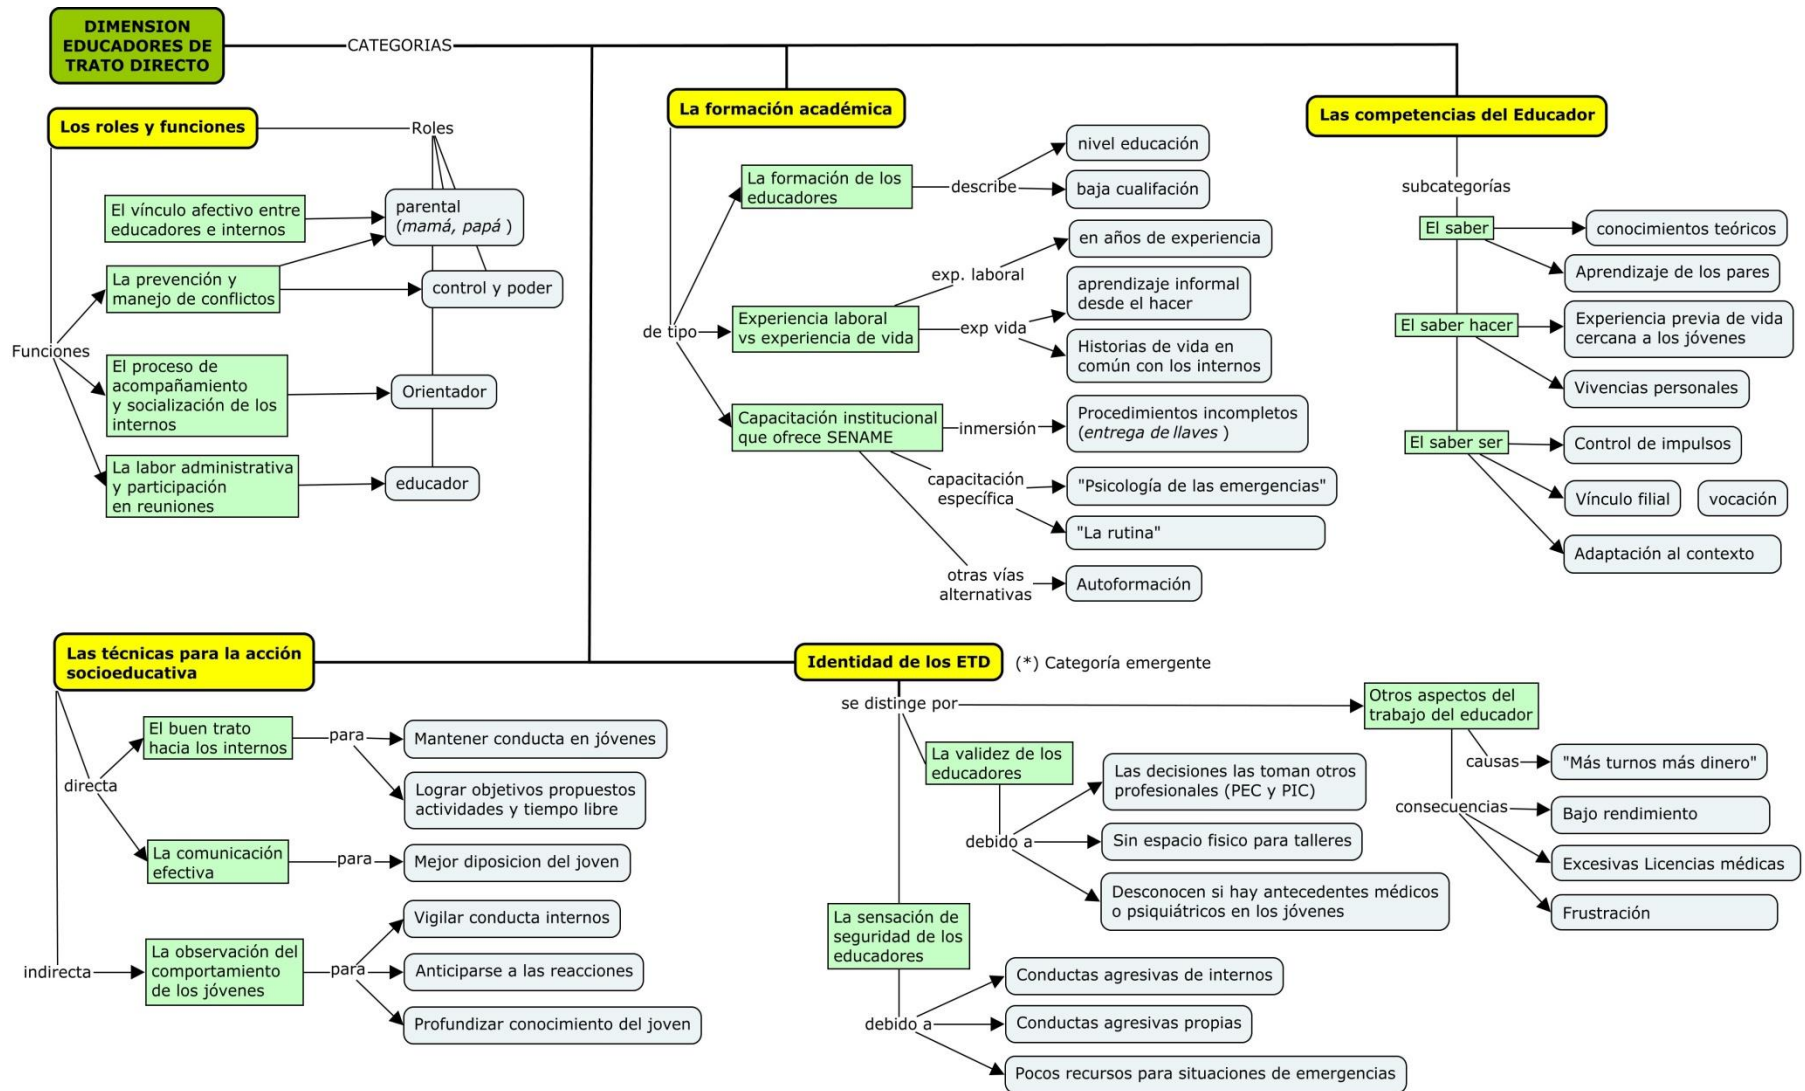 DIMENSION
EDUCADORES DE
TRATO DIRECTO
CATEGORIAS
Los roles y funciones
Roles
El vínculo afectivo entre
educadores e internos
parental
(mamá, papá )
La prevención y
manejo de conflictos
control y poder
Funciones
El proceso de
acompañamiento
y socialización de los
internos
Orientador
La labor administrativa
y participación
en reuniones
educador
La formación académica
de tipo
La formación de los
educadores
describe
nivel educación
baja cualifación
Experiencia laboral
vs experiencia de vida
exp. laboral
en años de experiencia
exp vida
aprendizaje informal
desde el hacer
Historias de vida en
común con los internos
Capacitación institucional
que ofrece SENAME
inmersión
Procedimientos incompletos
(entrega de llaves )
capacitación
específica
"Psicología de las emergencias"
"La rutina"
otras vías
alternativas
Autoformación
Las competencias del Educador
subcategorías
El saber
conocimientos teóricos
Aprendizaje de los pares
El saber hacer
Experiencia previa de vida
cercana a los jóvenes
Vivencias personales
El saber ser
Control de impulsos
Vínculo filial
vocación
Adaptación al contexto
Las técnicas para la acción
socioeducativa
directa
El buen trato
hacia los internos
para
Mantener conducta en jóvenes
Lograr objetivos propuestos
actividades y tiempo libre
La comunicación
efectiva
para
Mejor diposicion del joven
indirecta
La observación del
comportamiento
de los jóvenes
para
Vigilar conducta internos
Anticiparse a las reacciones
Profundizar conocimiento del joven
Identidad de los ETD
(*) Categoría emergente
se distinge por
La validez de los
educadores
debido a
Las decisiones las toman otros
profesionales (PEC y PIC)
Sin espacio fisico para talleres
Desconocen si hay antecedentes médicos
o psiquiátricos en los jóvenes
La sensación de
seguridad de los
educadores
debido a
Conductas agresivas de internos
Conductas agresivas propias
Pocos recursos para situaciones de emergencias
Otros aspectos del
trabajo del educador
causas
"Más turnos más dinero"
consecuencias
Bajo rendimiento
Excesivas Licencias médicas
Frustración